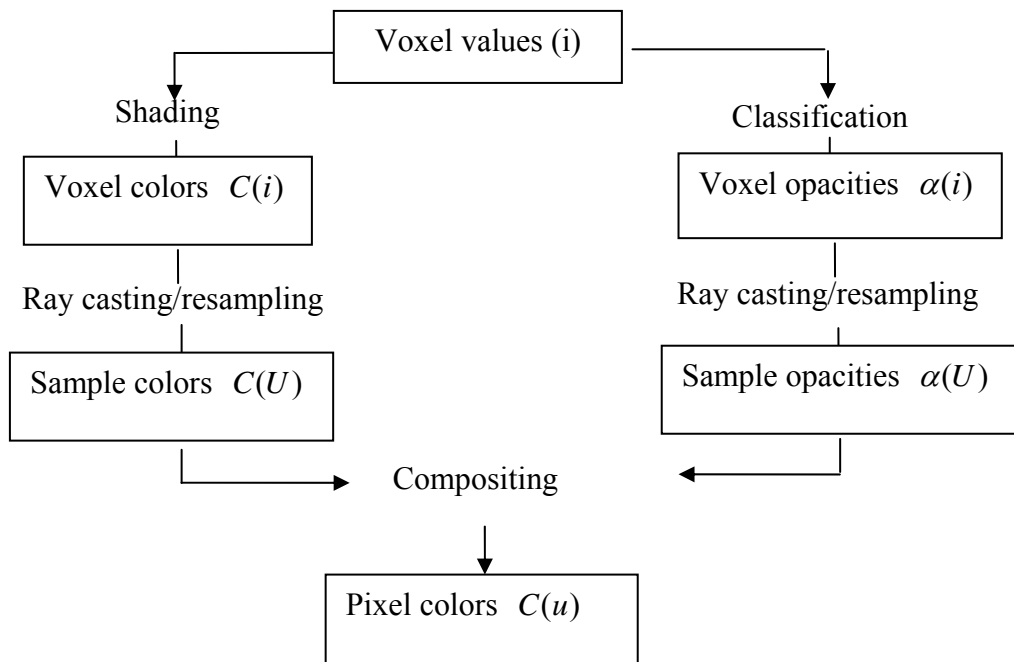 Voxel values (i)
Shading
Classification
Voxel colors C(i)
Voxel opacities α(i)
Ray casting/resampling
Ray casting/resampling
Sample colors C(U)
Sample opacities α(U)
Compositing
Pixel colors C(u)